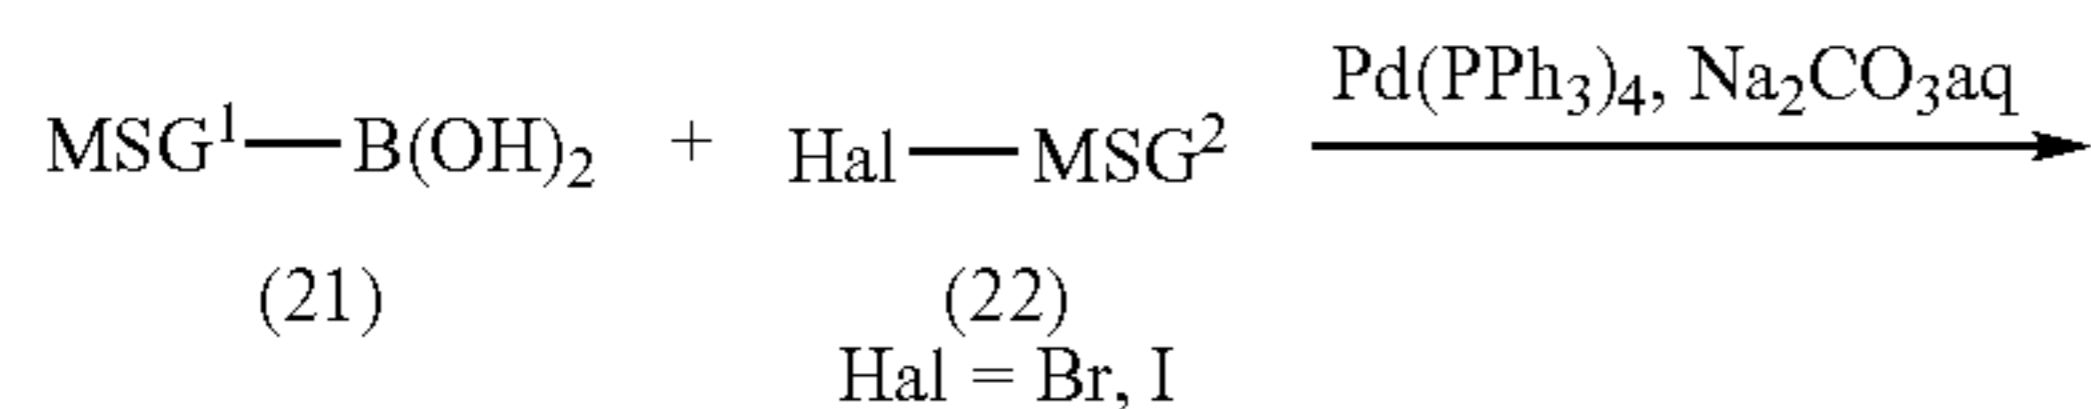 Pd(PPh₃)₄, Na₂CO₃aq
MSG¹—B(OH)₂ + Hal—MSG²
(21) (22)
Hal = Br, I